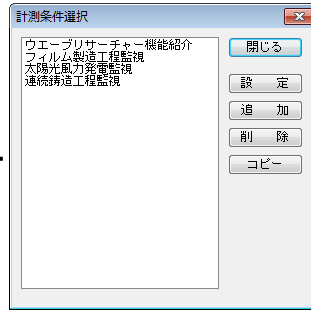 計測条件選択
ウエーブリサーチャー機能紹介
フィルム製造工程監視
太陽光風力発電監視
連続鋳造工程監視
閉じる
設　定
追　加
削　除
コピー